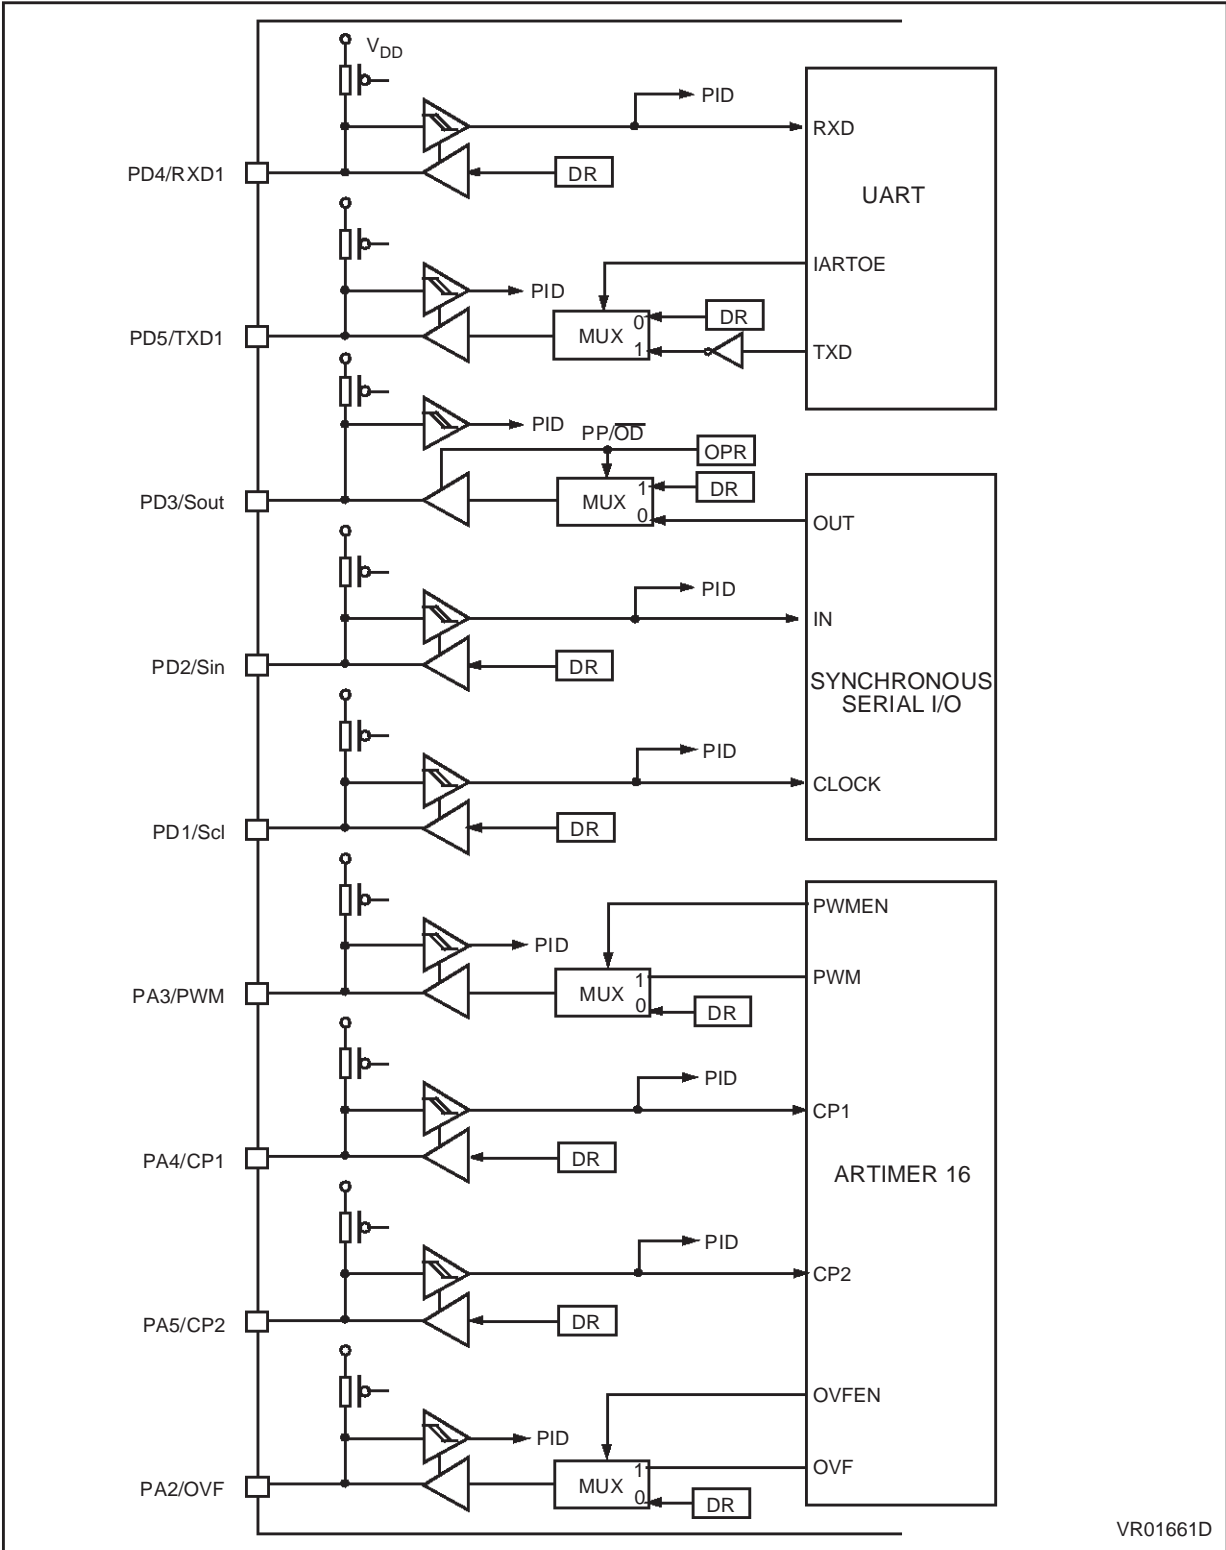 VDD
PID
RXD
PD4/RXD1
DR
UART
IARTOE
PID
DR
0
MUX
1
PD5/TXD1
TXD
PID
PP/OD
OPR
1
DR
MUX
0
PD3/Sout
OUT
PID
IN
PD2/Sin
DR
SYNCHRONOUS
SERIAL I/O
PID
CLOCK
PD1/Scl
DR
PWMEN
PID
1
PWM
MUX
0
DR
PA3/PWM
PID
CP1
PA4/CP1
DR
ARTIMER 16
PID
CP2
PA5/CP2
DR
OVFEN
PID
1
OVF
MUX
0
DR
PA2/OVF
VR01661D